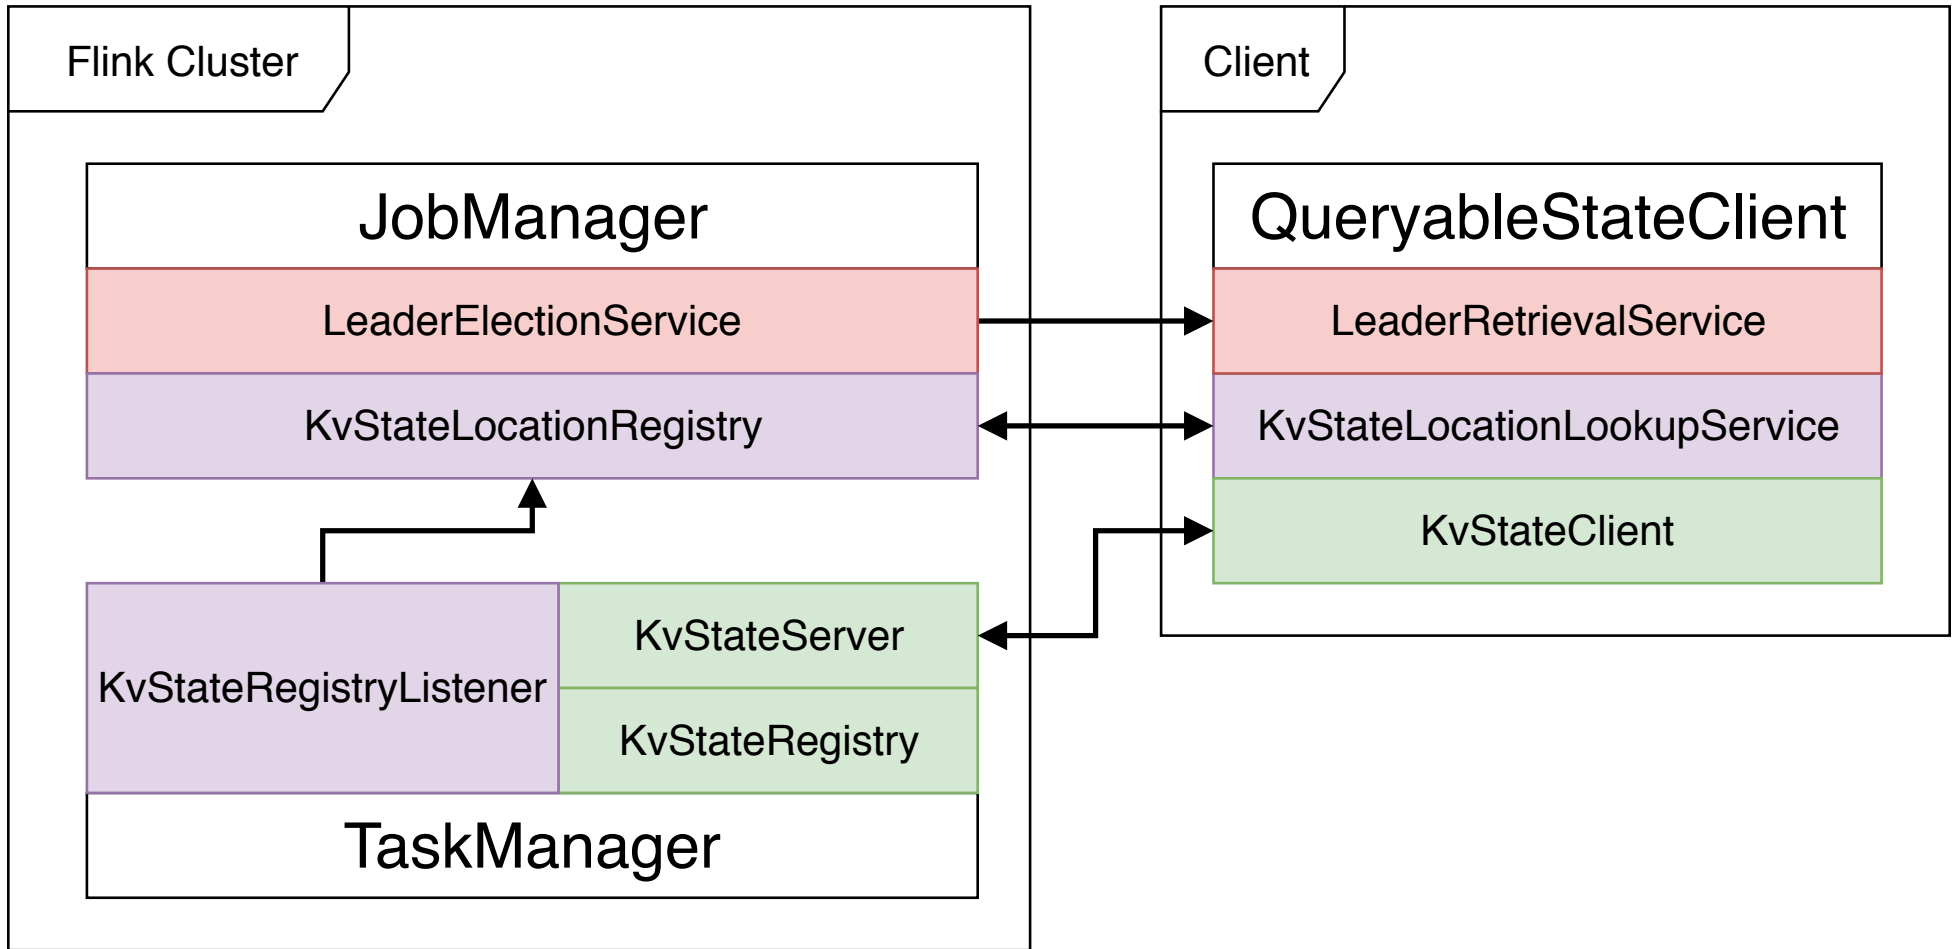 Flink Cluster
Client
JobManager
LeaderElectionService
KvStateLocationRegistry
KvStateRegistryListener
KvStateServer
KvStateRegistry
TaskManager
QueryableStateClient
LeaderRetrievalService
KvStateLocationLookupService
KvStateClient